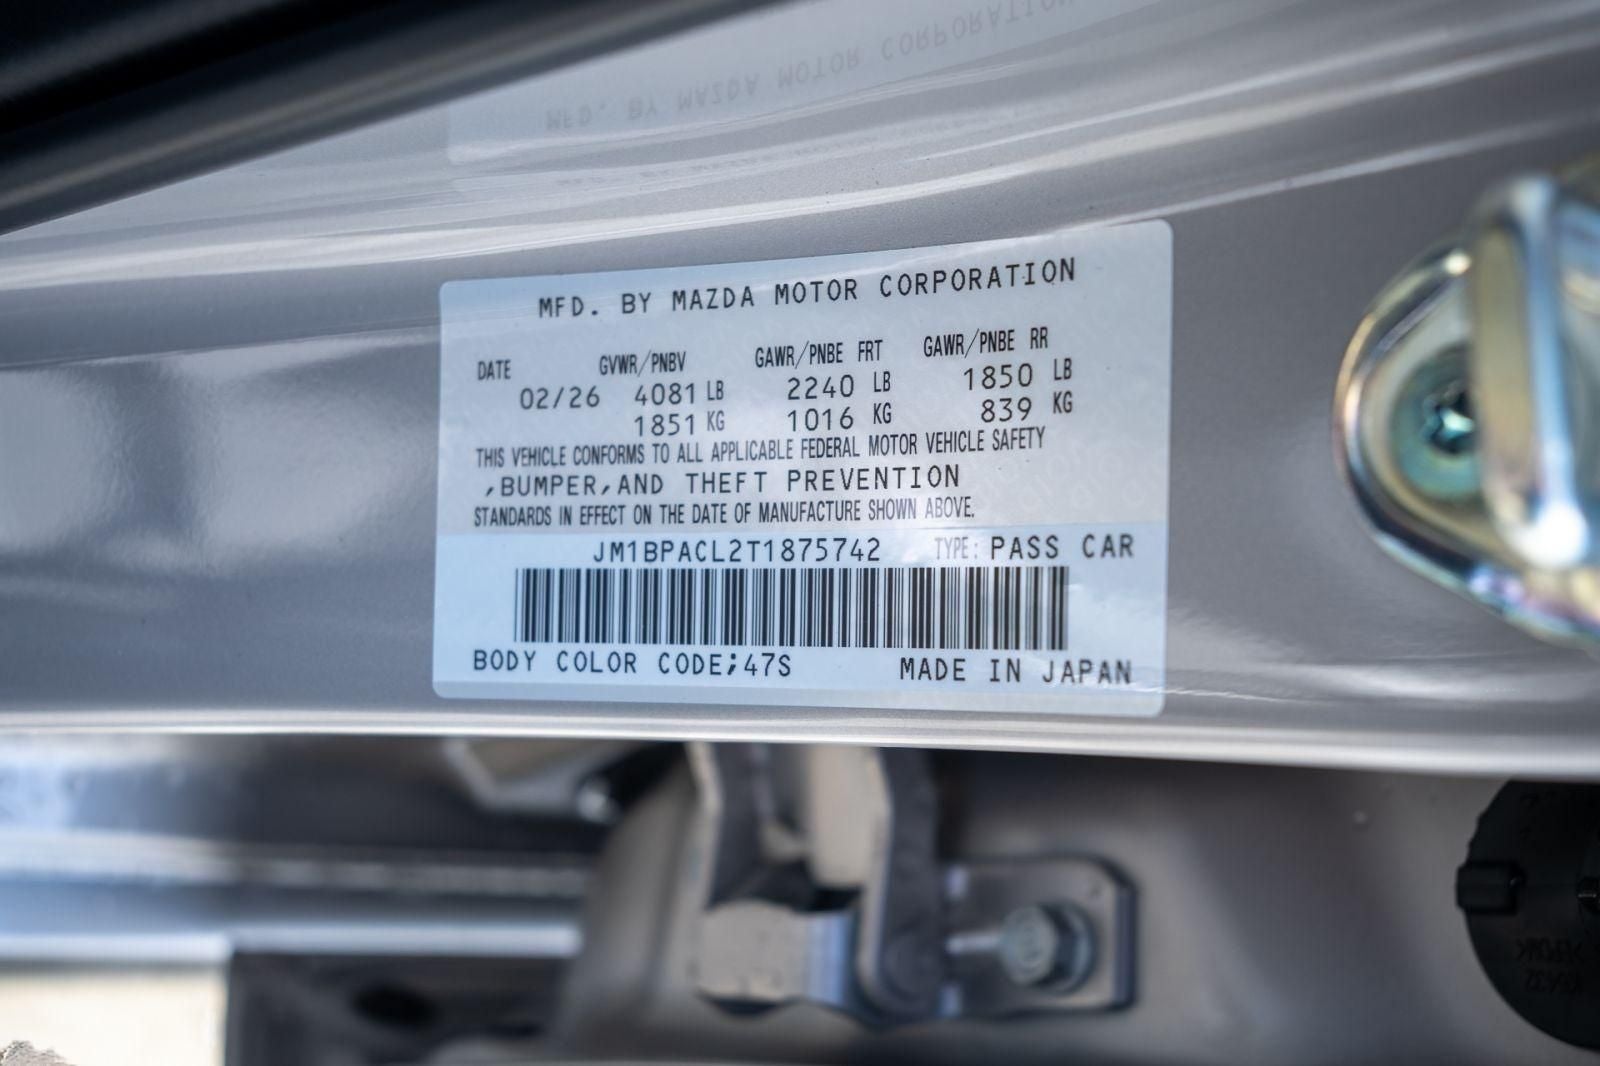 MFD. BY MAZDA MOTOR CORPORATION
DATE GVWR/PNBV GAWR/PNBE FRT GAWR/PNBE RR
02/26 4081 LB 2240 LB 1850 LB
1851 KG 1016 KG 839 KG
THIS VEHICLE CONFORMS TO ALL APPLICABLE FEDERAL MOTOR VEHICLE SAFETY
,BUMPER,AND THEFT PREVENTION
STANDARDS IN EFFECT ON THE DATE OF MANUFACTURE SHOWN ABOVE.
JM1BPACL2T1875742 TYPE: PASS CAR
BODY COLOR CODE;47S MADE IN JAPAN